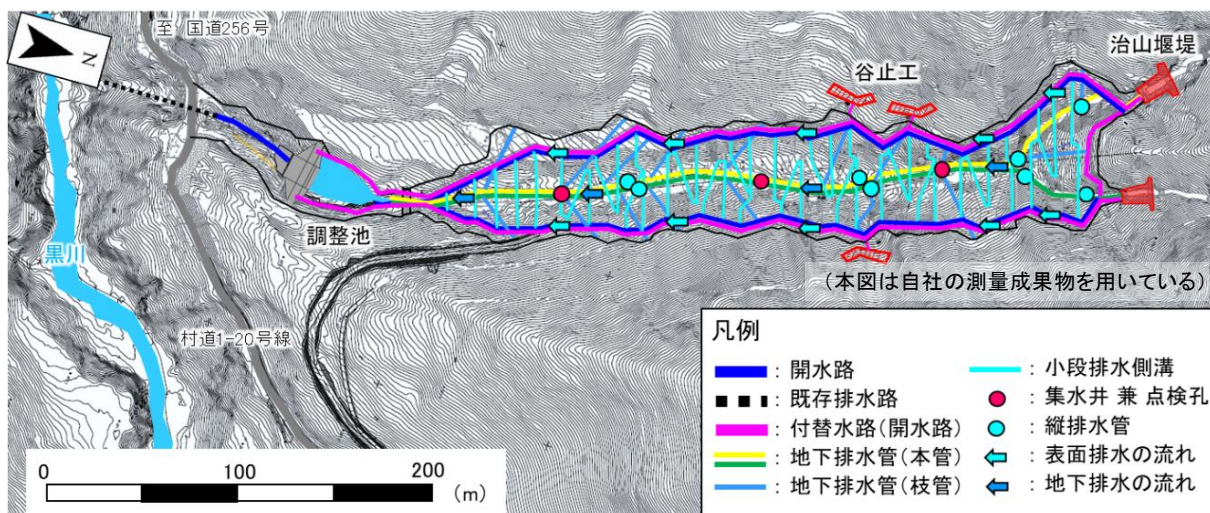 至 国道256号
N
治山堰堤
谷止工
調整池
黒川
村道1-20号線
(本図は自社の測量成果物を用いている)
凡例
：開水路
：既存排水路
：付替水路(開水路)
：地下排水管(本管)
：地下排水管(枝管)
：小段排水側溝
：集水井 兼 点検孔
：縦排水管
：表面排水の流れ
：地下排水の流れ
0 100 200
(m)